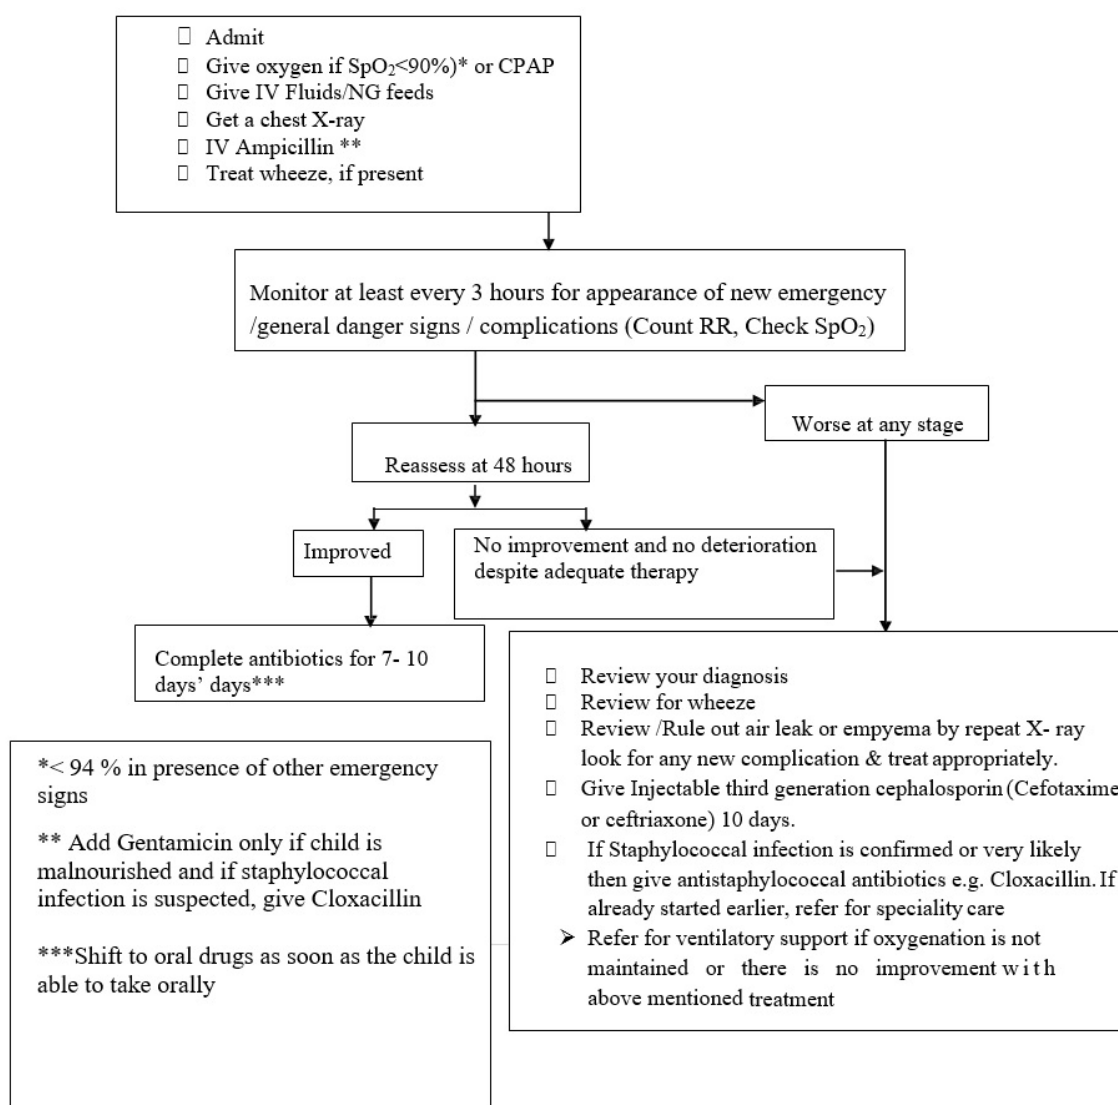 Admit
Give oxygen if SpO₂<90%)* or CPAP
Give IV Fluids/NG feeds
Get a chest X-ray
IV Ampicillin **
Treat wheeze, if present
Monitor at least every 3 hours for appearance of new emergency
/general danger signs / complications (Count RR, Check SpO₂)
Worse at any stage
Reassess at 48 hours
Improved
No improvement and no deterioration
despite adequate therapy
Complete antibiotics for 7- 10
days’ days***
Review your diagnosis
Review for wheeze
Review /Rule out air leak or empyema by repeat X- ray
look for any new complication & treat appropriately.
Give Injectable third generation cephalosporin (Cefotaxime
or ceftriaxone) 10 days.
If Staphylococcal infection is confirmed or very likely
then give antistaphylococcal antibiotics e.g. Cloxacillin. If
already started earlier, refer for speciality care
➢ Refer for ventilatory support if oxygenation is not
maintained or there is no improvement with
above mentioned treatment
*< 94 % in presence of other emergency
signs
** Add Gentamicin only if child is
malnourished and if staphylococcal
infection is suspected, give Cloxacillin
***Shift to oral drugs as soon as the child is
able to take orally